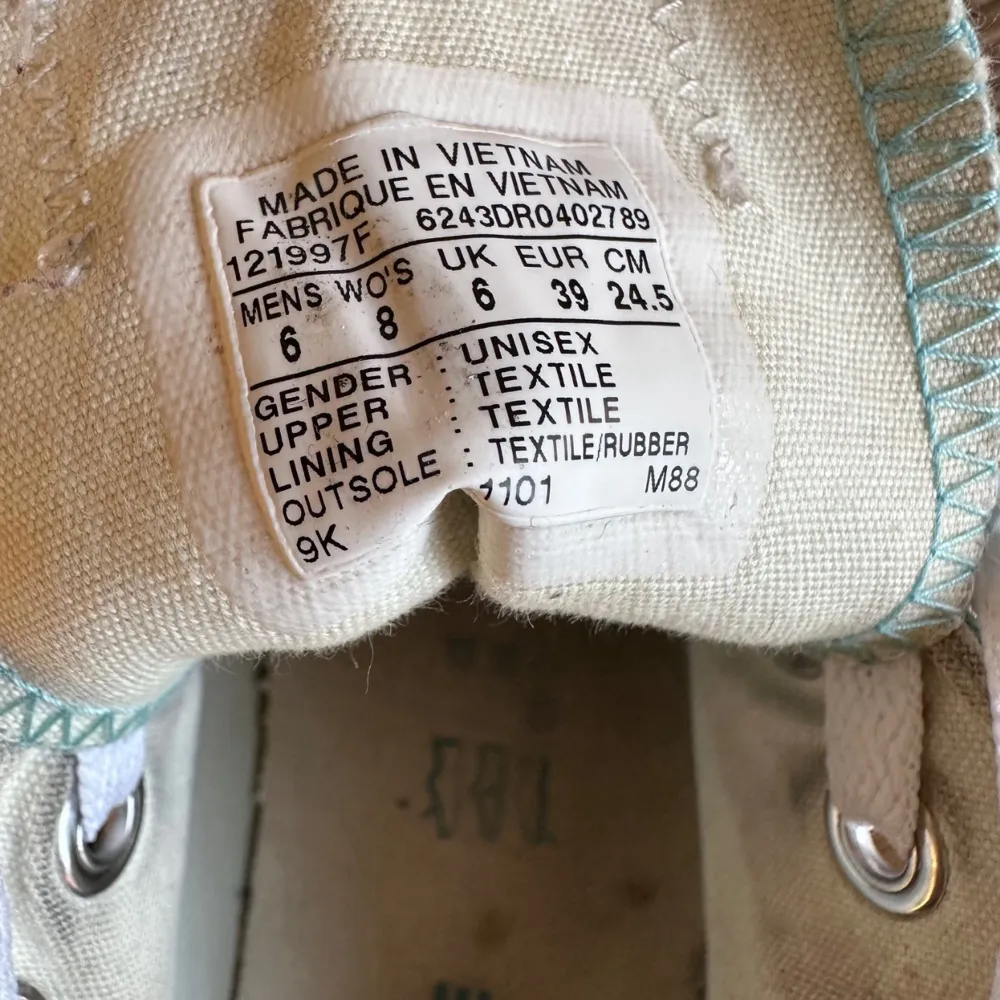 MADE IN VIETNAM
FABRIQUE EN VIETNAM
121997F 6243DR0402789
MENS WO'S UK EUR CM
6 8 6 39 24.5
GENDER : UNISEX
UPPER : TEXTILE
LINING : TEXTILE
OUTSOLE : TEXTILE/RUBBER
9K 1101 M88